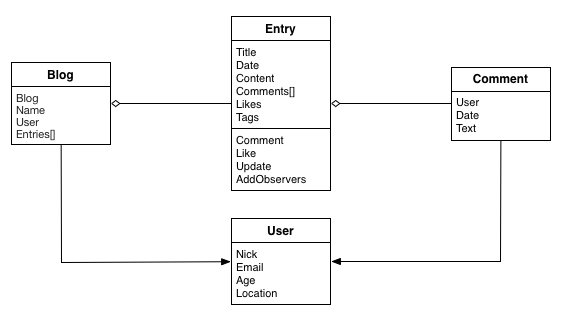 Blog
Blog
Name
User
Entries[]
Entry
Title
Date
Content
Comments[]
Likes
Tags
Comment
Like
Update
AddObservers
Comment
User
Date
Text
User
Nick
Email
Age
Location